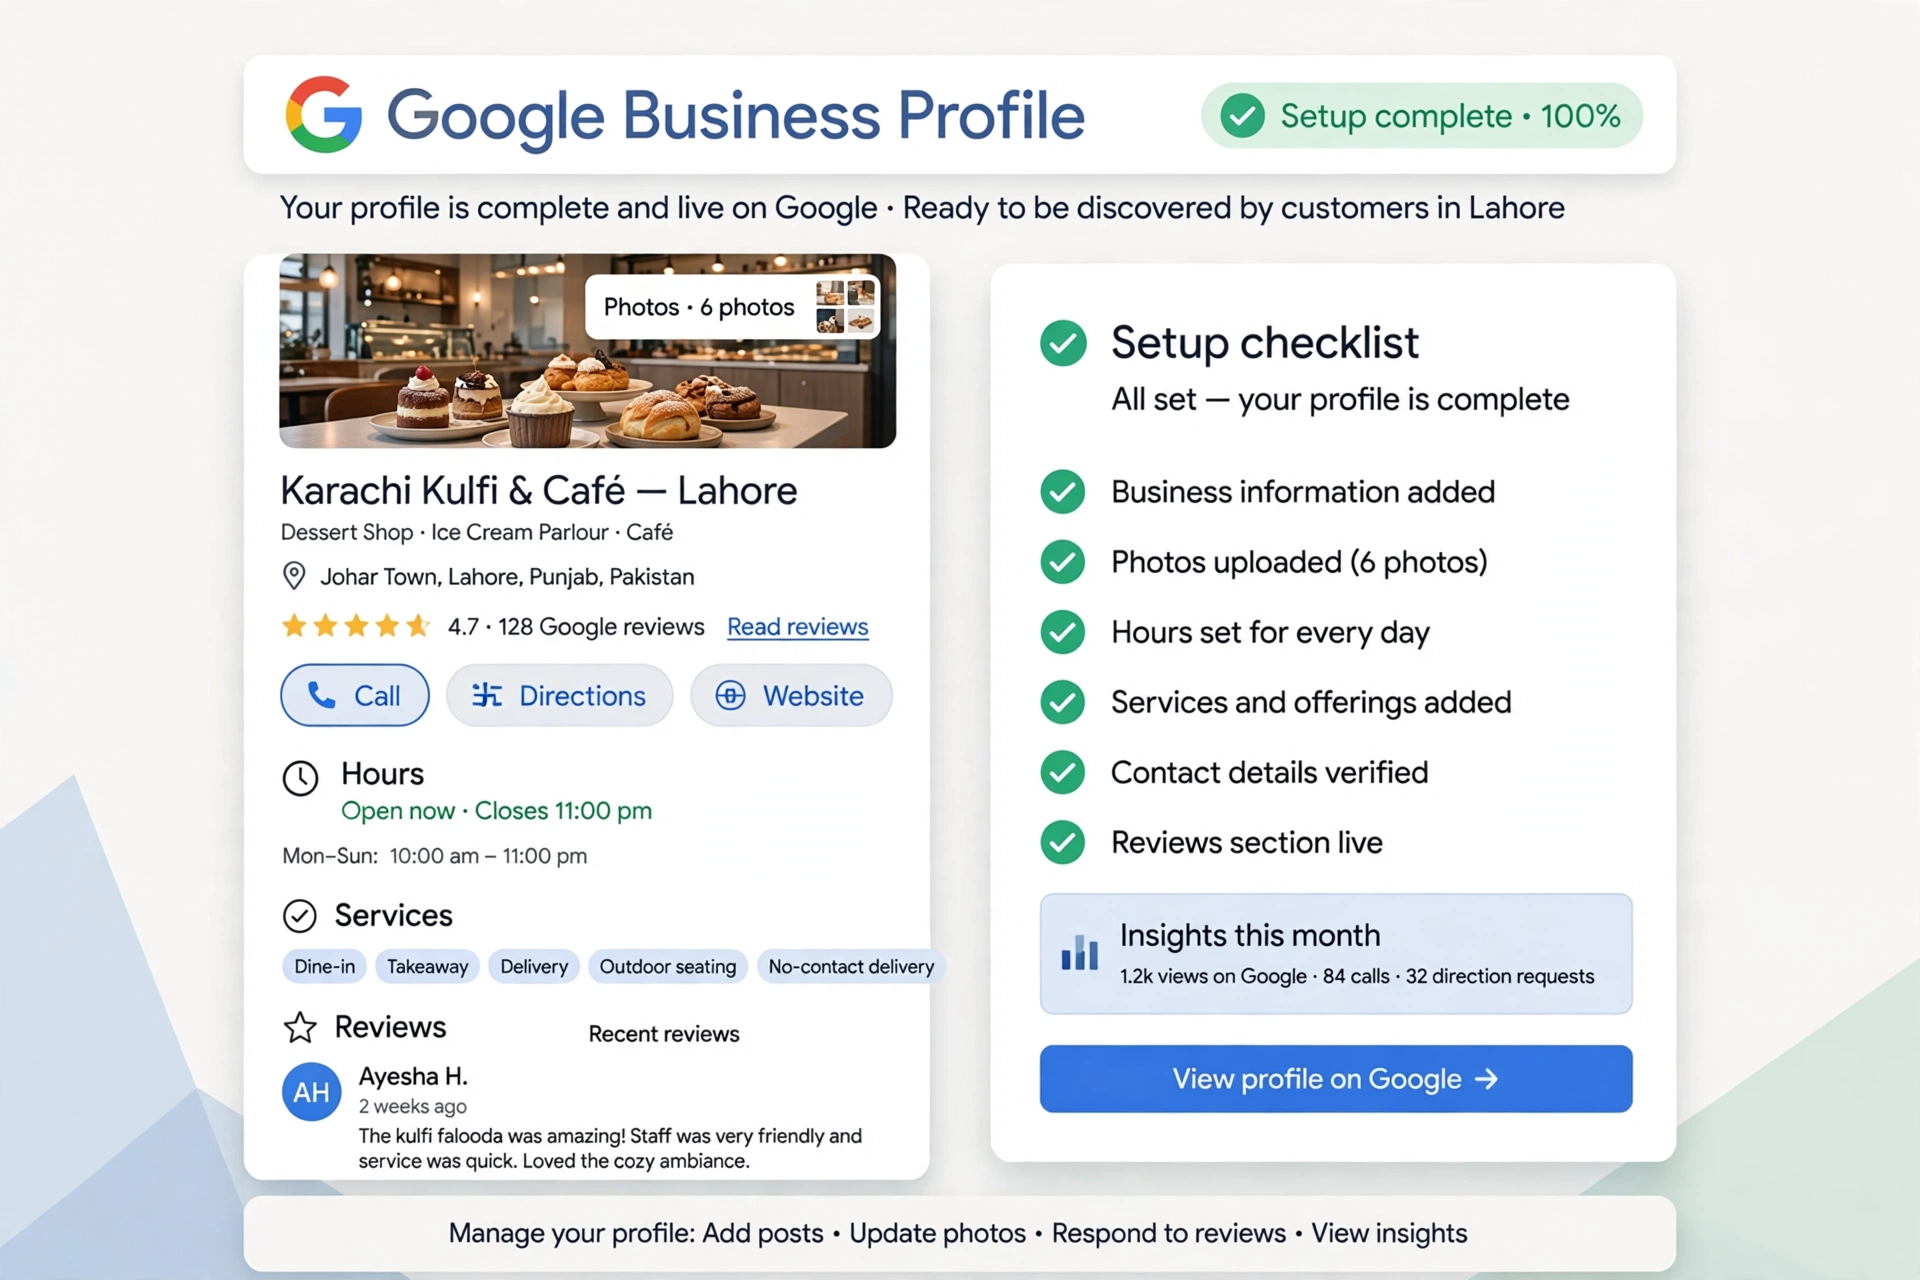 Google Business Profile
Setup complete • 100%
Your profile is complete and live on Google · Ready to be discovered by customers in Lahore
Photos · 6 photos
Karachi Kulfi & Café — Lahore
Dessert Shop · Ice Cream Parlour · Café
Johar Town, Lahore, Punjab, Pakistan
4.7 · 128 Google reviews Read reviews
Call Directions Website
Hours
Open now · Closes 11:00 pm
Mon–Sun: 10:00 am – 11:00 pm
Services
Dine-in Takeaway Delivery Outdoor seating No-contact delivery
Reviews Recent reviews
AH
Ayesha H.
2 weeks ago
The kulfi falooda was amazing! Staff was very friendly and
service was quick. Loved the cozy ambiance.
Setup checklist
All set — your profile is complete
Business information added
Photos uploaded (6 photos)
Hours set for every day
Services and offerings added
Contact details verified
Reviews section live
Insights this month
1.2k views on Google · 84 calls · 32 direction requests
View profile on Google →
Manage your profile: Add posts • Update photos • Respond to reviews • View insights